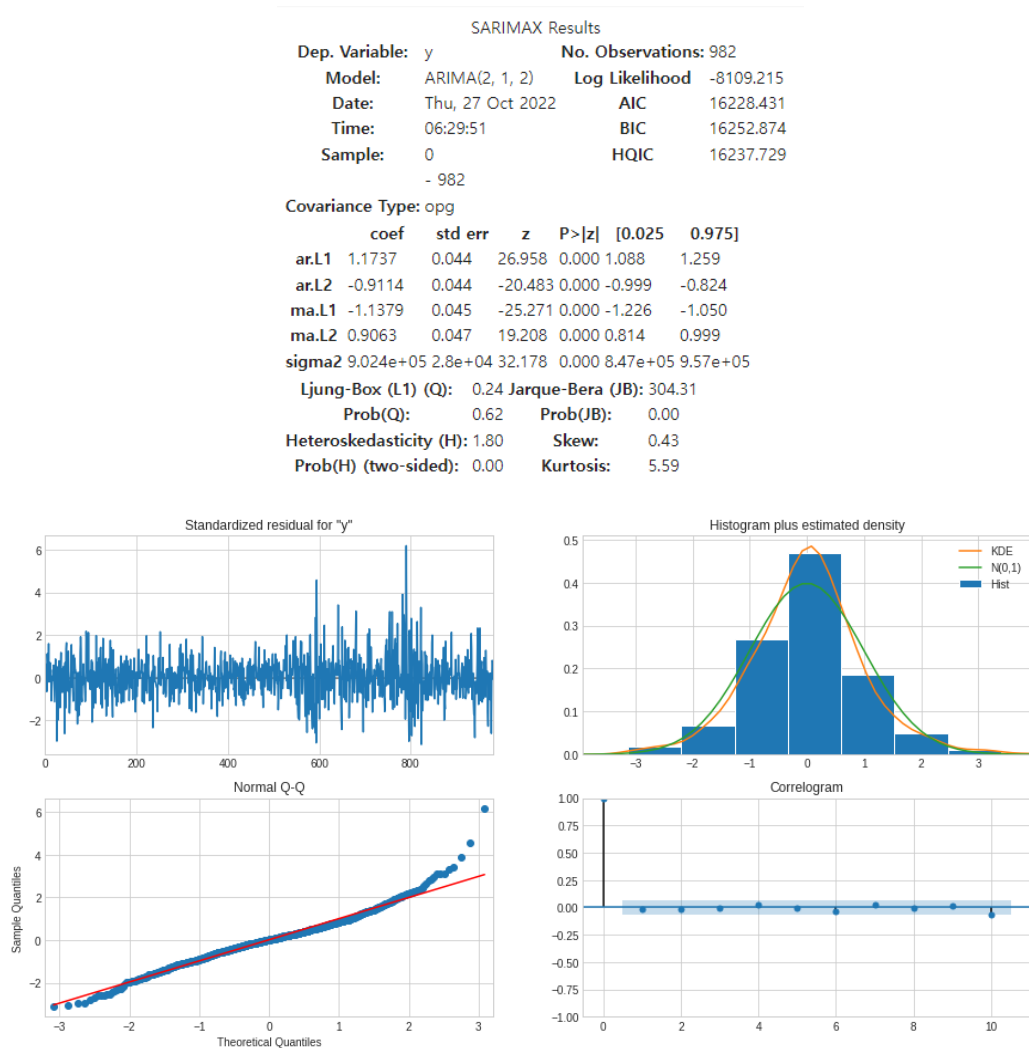 SARIMAX Results
Dep. Variable: y No. Observations: 982
Model: ARIMA(2, 1, 2) Log Likelihood -8109.215
Date: Thu, 27 Oct 2022 AIC 16228.431
Time: 06:29:51 BIC 16252.874
Sample: 0 HQIC 16237.729
- 982
Covariance Type: opg
coef std err z P>|z| [0.025 0.975]
ar.L1 1.1737 0.044 26.958 0.000 1.088 1.259
ar.L2 -0.9114 0.044 -20.483 0.000 -0.999 -0.824
ma.L1 -1.1379 0.045 -25.271 0.000 -1.226 -1.050
ma.L2 0.9063 0.047 19.208 0.000 0.814 0.999
sigma2 9.024e+05 2.8e+04 32.178 0.000 8.47e+05 9.57e+05
Ljung-Box (L1) (Q): 0.24 Jarque-Bera (JB): 304.31
Prob(Q): 0.62 Prob(JB): 0.00
Heteroskedasticity (H): 1.80 Skew: 0.43
Prob(H) (two-sided): 0.00 Kurtosis: 5.59
Standardized residual for "y"
6
4
2
0
−2
0 200 400 600 800
Histogram plus estimated density
KDE
N(0,1)
Hist
0.5
0.4
0.3
0.2
0.1
0.0
−3 −2 −1 0 1 2 3
Normal Q-Q
Sample Quantiles
6
4
2
0
−2
−3 −2 −1 0 1 2 3
Theoretical Quantiles
Correlogram
1.00
0.75
0.50
0.25
0.00
−0.25
−0.50
−0.75
−1.00
0 2 4 6 8 10